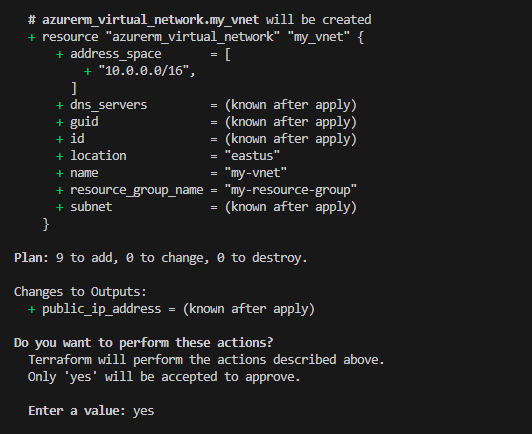 # azurerm_virtual_network.my_vnet will be created
+ resource "azurerm_virtual_network" "my_vnet" {
+ address_space = [
+ "10.0.0.0/16",
]
+ dns_servers = (known after apply)
+ guid = (known after apply)
+ id = (known after apply)
+ location = "eastus"
+ name = "my-vnet"
+ resource_group_name = "my-resource-group"
+ subnet = (known after apply)
}
Plan: 9 to add, 0 to change, 0 to destroy.
Changes to Outputs:
+ public_ip_address = (known after apply)
Do you want to perform these actions?
Terraform will perform the actions described above.
Only 'yes' will be accepted to approve.
Enter a value: yes